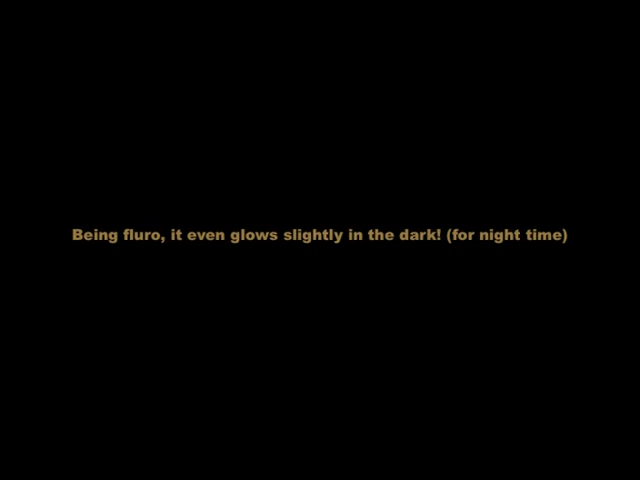 Being fluro, it even glows slightly in the dark! (for night time)